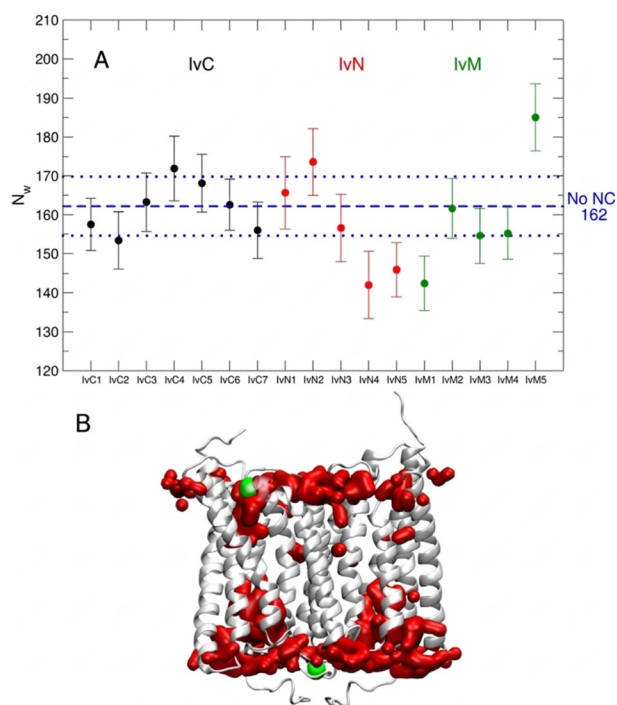 210
200
190
180
170
160
150
140
130
120
N_w
A
IvC
IvN
IvM
No NC
162
IvC1 IvC2 IvC3 IvC4 IvC5 IvC6 IvC7 IvN1 IvN2 IvN3 IvN4 IvN5 IvM1 IvM2 IvM3 IvM4 IvM5
B